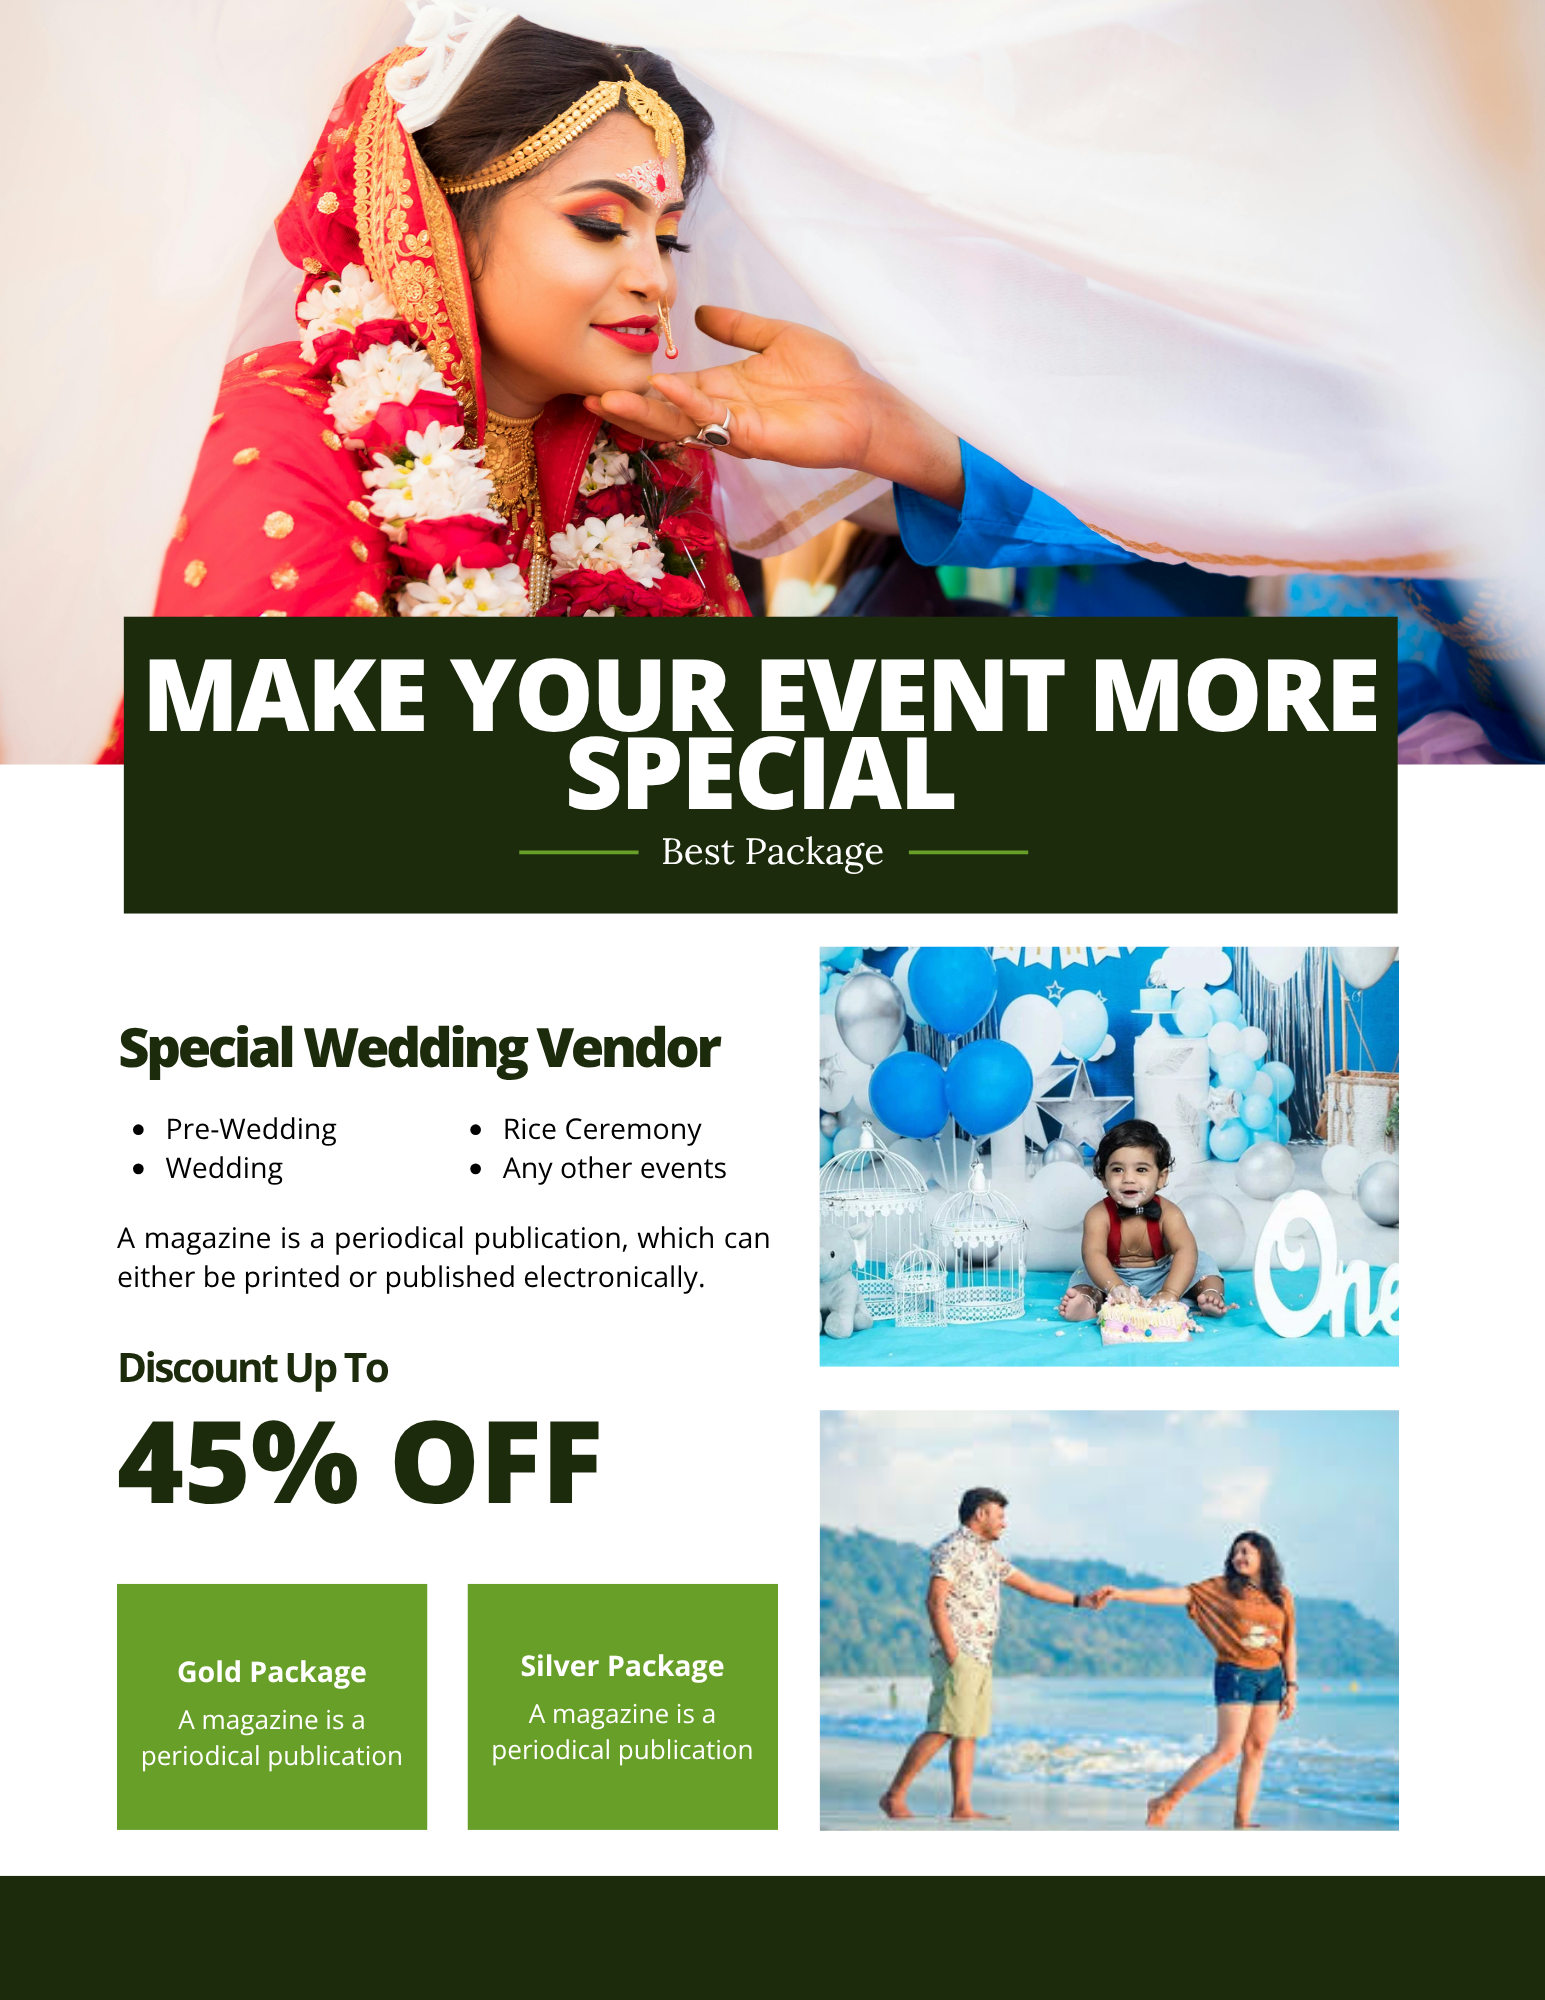 MAKE YOUR EVENT MORE
SPECIAL
Best Package
Special Wedding Vendor
Pre-Wedding
Wedding
Rice Ceremony
Any other events
A magazine is a periodical publication, which can
either be printed or published electronically.
Discount Up To
45% OFF
Gold Package
A magazine is a
periodical publication
Silver Package
A magazine is a
periodical publication
One